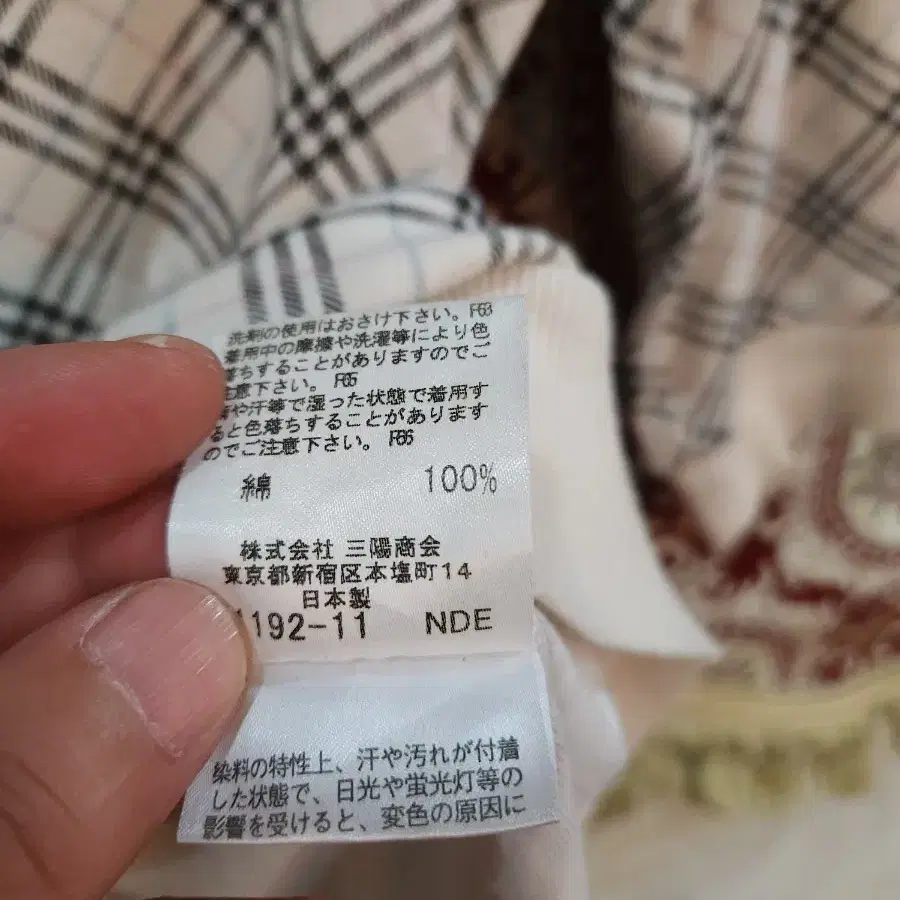 洗剤の使用はおさけ下さい。F63
着用中の摩擦や洗濯等により色
落ちすることがありますのでご
注意下さい。 F65
や汗等で湿った状態で着用す
ると色落ちすることがあります
のでご注意下さい。 F66
綿 100%
株式会社 三陽商会
東京都新宿区本塩町14
日本製
1192-11 NDE
染料の特性上、汗や汚れが付着
した状態で、日光や蛍光灯等の
影響を受けると、変色の原因に